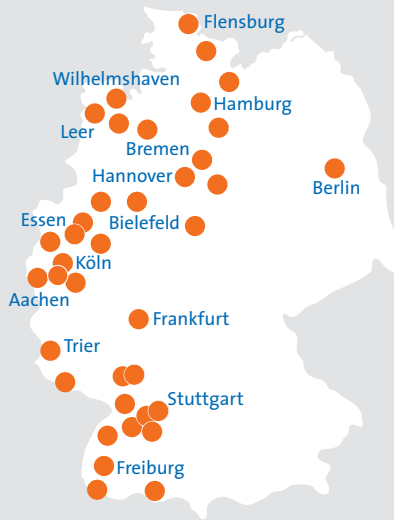 Flensburg
Wilhelmshaven
Hamburg
Leer
Bremen
Hannover
Berlin
Essen
Bielefeld
Köln
Aachen
Frankfurt
Trier
Stuttgart
Freiburg